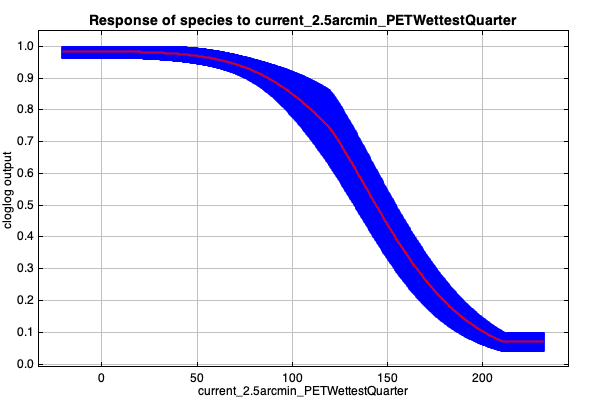 Response of species to current_2.5arcmin_PETWettestQuarter
1.0
0.9
0.8
0.7
0.6
0.5
0.4
0.3
0.2
0.1
0.0
cloglog output
0 50 100 150 200
current_2.5arcmin_PETWettestQuarter